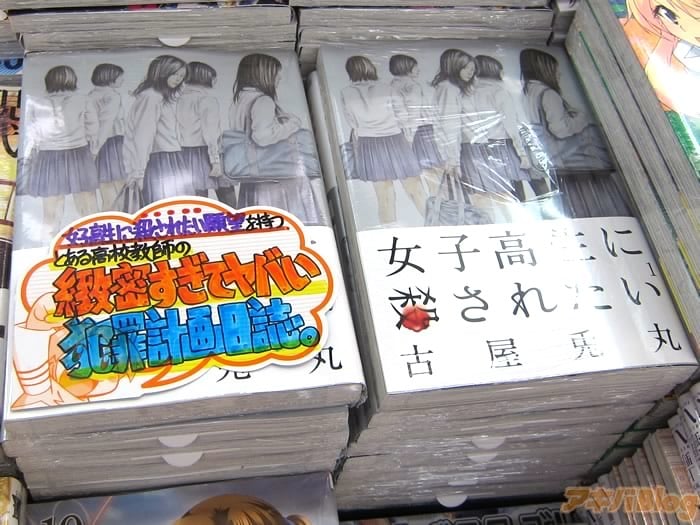 女子高生に殺されたい願望を持つ
とある高校教師の
緻密すぎてヤバい
犯罪計画日誌。
兎丸
女子高生に
殺されたい
1
古屋兎丸
10
アキバBlog